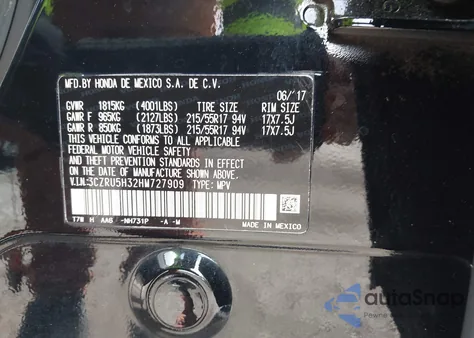 MFD.BY HONDA DE MEXICO S.A. DE C.V.
06/'17
GVWR 1815KG (4001LBS) TIRE SIZE RIM SIZE
GAWR F 965KG (2127LBS) 215/55R17 94V 17X7.5J
GAWR R 850KG (1873LBS) 215/55R17 94V 17X7.5J
THIS VEHICLE CONFORMS TO ALL APPLICABLE
FEDERAL MOTOR VEHICLE SAFETY
AND THEFT PREVENTION STANDARDS IN EFFECT
ON THE DATE OF MANUFACTURE SHOWN ABOVE.
V.I.N:3CZRU5H32HM727909 TYPE: MPV
T7B H AAB -NH731P -A -M
MADE IN MEXICO
autoSnap